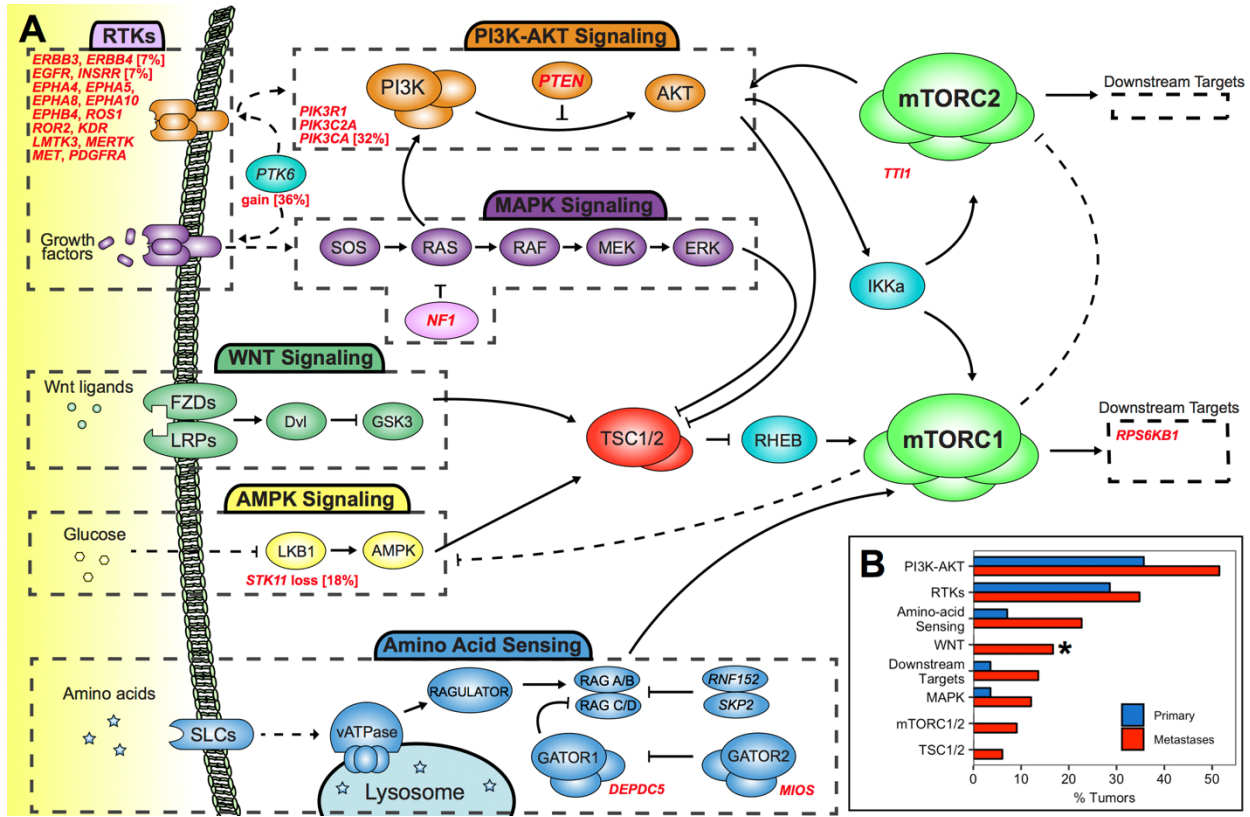 A
RTKs
ERBB3, ERBB4 [7%]
EGFR, INSRR [7%]
EPHA4, EPHA5,
EPHA8, EPHA10
EPHB4, ROS1
ROR2, KDR
LMTK3, MERTK
MET, PDGFRA
PTK6
gain [36%]
Growth
factors
PI3K-AKT Signaling
PI3K
PTEN
AKT
PIK3R1
PIK3C2A
PIK3CA [32%]
mTORC2
TTI1
Downstream Targets
MAPK Signaling
SOS
RAS
RAF
MEK
ERK
NF1
IKKa
WNT Signaling
Wnt ligands
FZDs
LRPs
Dvl
GSK3
TSC1/2
RHEB
mTORC1
Downstream Targets
RPS6KB1
AMPK Signaling
Glucose
LKB1
AMPK
STK11 loss [18%]
Amino Acid Sensing
Amino acids
SLCs
vATPase
Lysosome
RAGULATOR
RAG A/B
RAG C/D
RNF152
SKP2
GATOR1
DEPDC5
GATOR2
MIOS
B
PI3K-AKT
RTKs
Amino-acid
Sensing
WNT
*
Downstream
Targets
MAPK
mTORC1/2
TSC1/2
Primary
Metastases
0 10 20 30 40 50
% Tumors